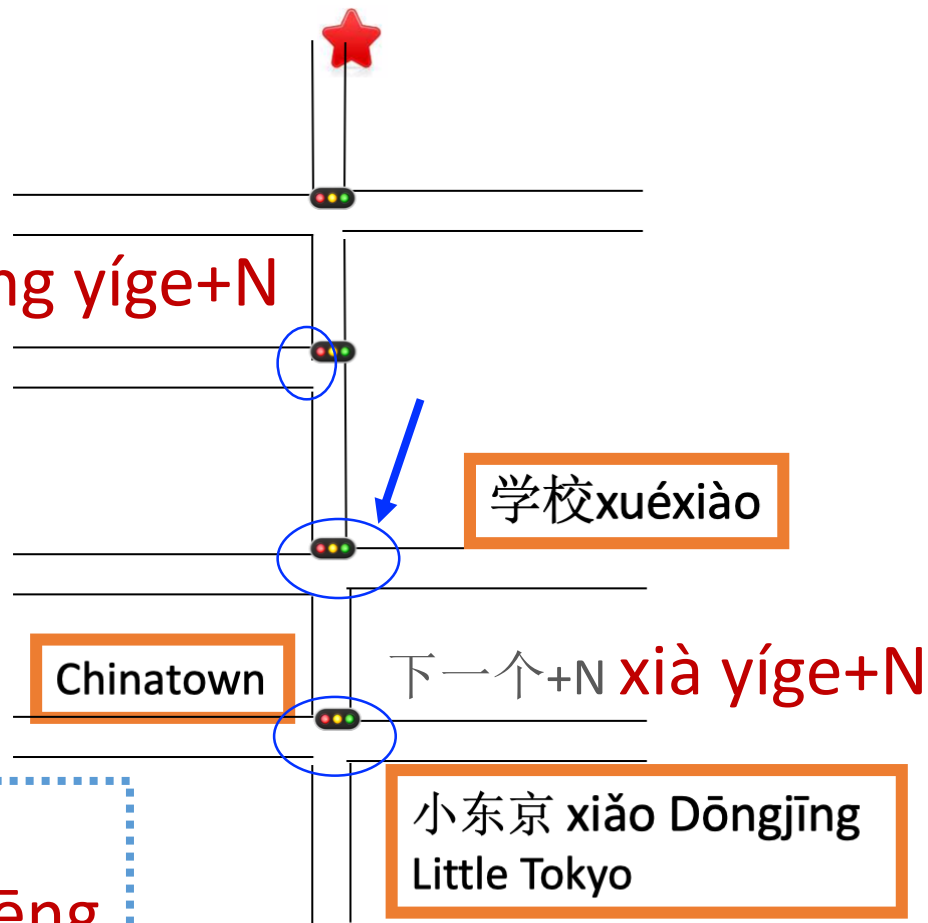 ng yíge+N
学校xuéxiào
Chinatown
下一个+N xià yíge+N
小东京 xiǎo Dōngjīng
Little Tokyo
ēng